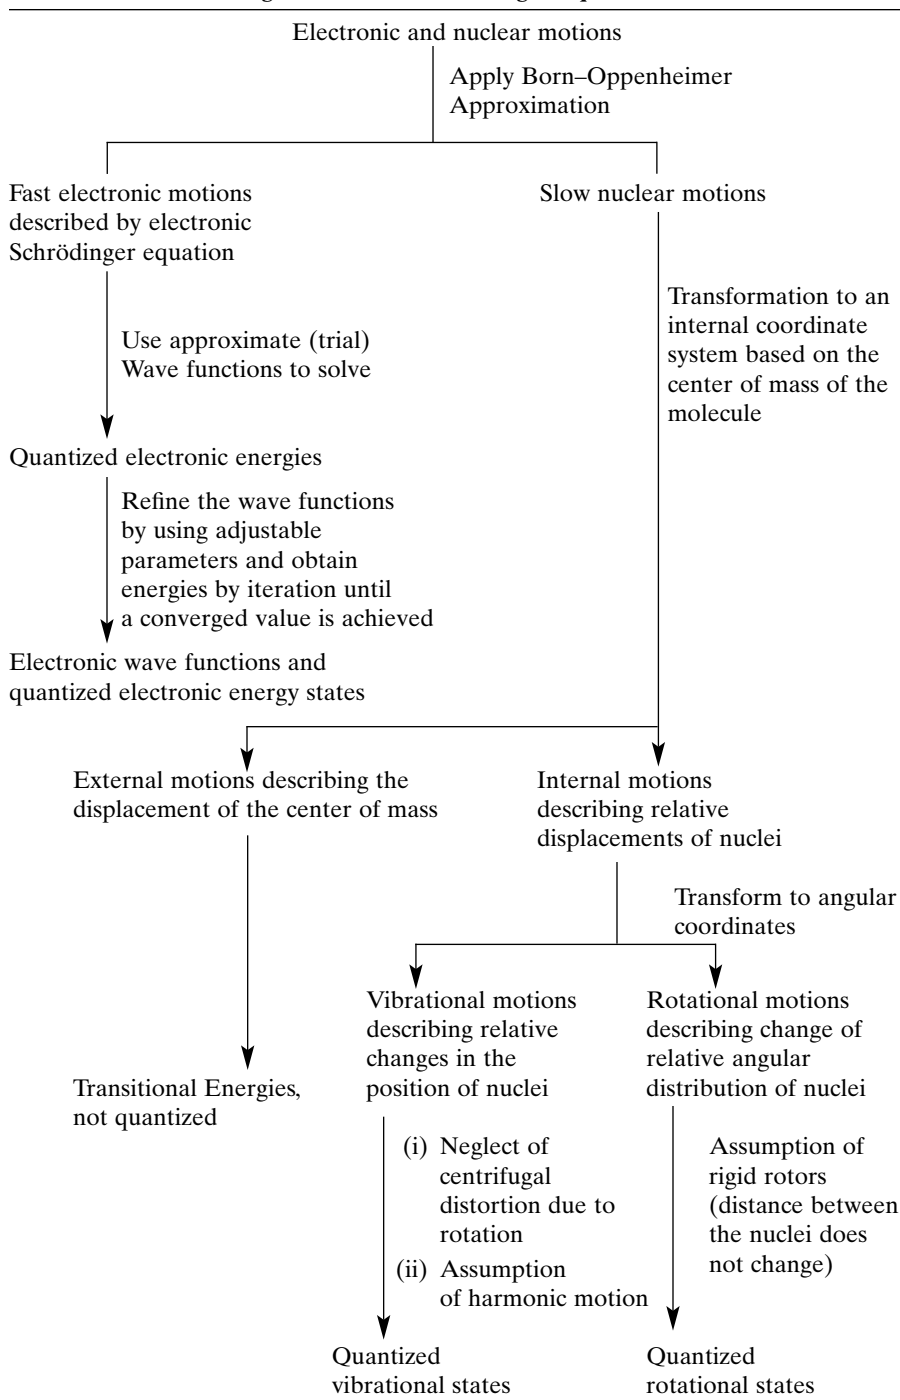 Electronic and nuclear motions
Apply Born–Oppenheimer
Approximation
Fast electronic motions
described by electronic
Schrödinger equation
Slow nuclear motions
Transformation to an
internal coordinate
system based on the
center of mass of the
molecule
Use approximate (trial)
Wave functions to solve
Quantized electronic energies
Refine the wave functions
by using adjustable
parameters and obtain
energies by iteration until
a converged value is achieved
Electronic wave functions and
quantized electronic energy states
External motions describing the
displacement of the center of mass
Internal motions
describing relative
displacements of nuclei
Transform to angular
coordinates
Vibrational motions
describing relative
changes in the
position of nuclei
Rotational motions
describing change of
relative angular
distribution of nuclei
Transitional Energies,
not quantized
(i) Neglect of
centrifugal
distortion due to
rotation
(ii) Assumption
of harmonic motion
Assumption of
rigid rotors
(distance between
the nuclei does
not change)
Quantized
vibrational states
Quantized
rotational states